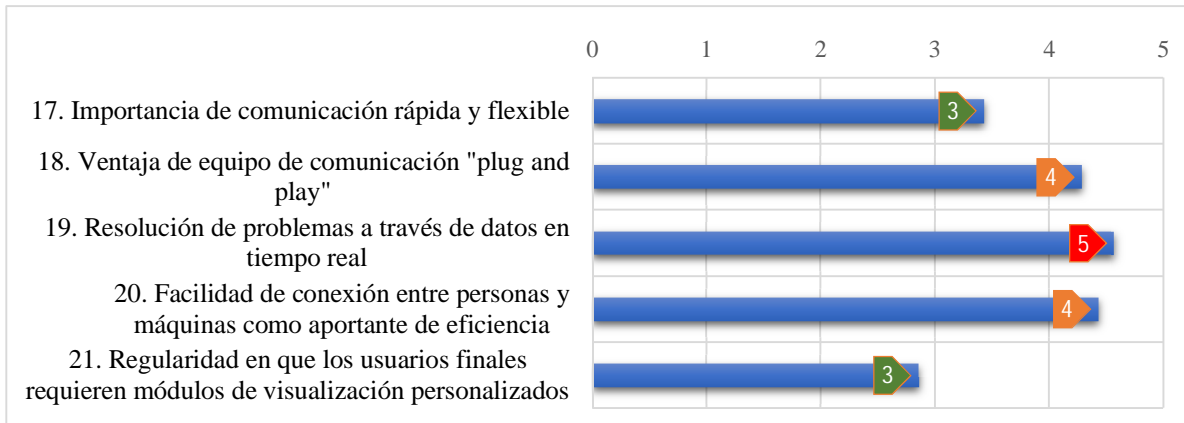 0 1 2 3 4 5
17. Importancia de comunicación rápida y flexible
3
18. Ventaja de equipo de comunicación "plug and
play"
4
19. Resolución de problemas a través de datos en
tiempo real
5
20. Facilidad de conexión entre personas y
máquinas como aportante de eficiencia
4
21. Regularidad en que los usuarios finales
requieren módulos de visualización personalizados
3